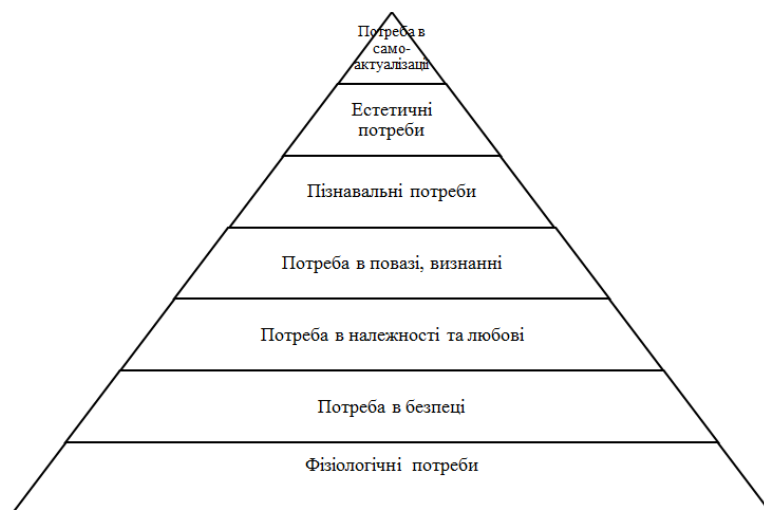 Потреба в
само-
актуалізації
Естетичні
потреби
Пізнавальні потреби
Потреба в повазі, визнанні
Потреба в належності та любові
Потреба в безпеці
Фізіологічні потреби